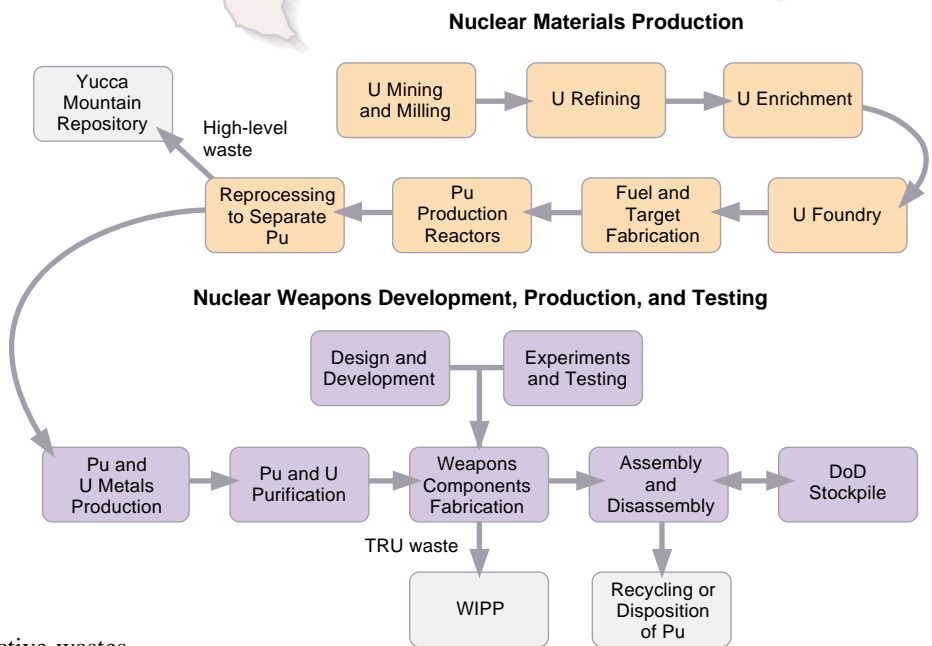 Nuclear Materials Production
Yucca
Mountain
Repository
U Mining
and Milling
U Refining
U Enrichment
High-level
waste
Reprocessing
to Separate
Pu
Pu
Production
Reactors
Fuel and
Target
Fabrication
U Foundry
Nuclear Weapons Development, Production, and Testing
Design and
Development
Experiments
and Testing
Pu and
U Metals
Production
Pu and U
Purification
Weapons
Components
Fabrication
Assembly
and
Disassembly
DoD
Stockpile
TRU waste
WIPP
Recycling or
Disposition
of Pu